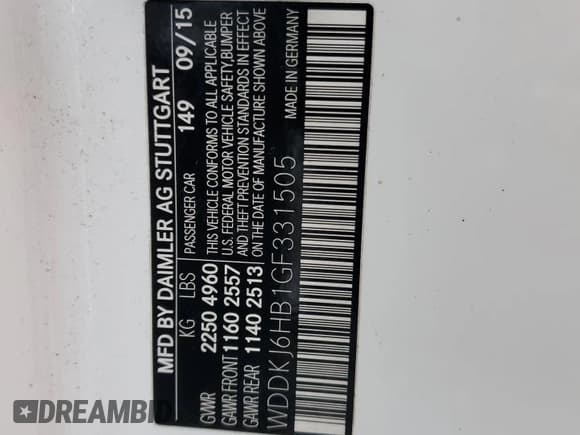 MFD BY DAIMLER AG STUTTGART
KG LBS PASSENGER CAR 149 09/15
GVWR 2250 4960 THIS VEHICLE CONFORMS TO ALL APPLICABLE
GAWR FRONT 1160 2557 U.S. FEDERAL MOTOR VEHICLE SAFETY,BUMPER
GAWR REAR 1140 2513 AND THEFT PREVENTION STANDARDS IN EFFECT
ON THE DATE OF MANUFACTURE SHOWN ABOVE
WDDKJ6HB1GF331505
MADE IN GERMANY
DREAMBID.com